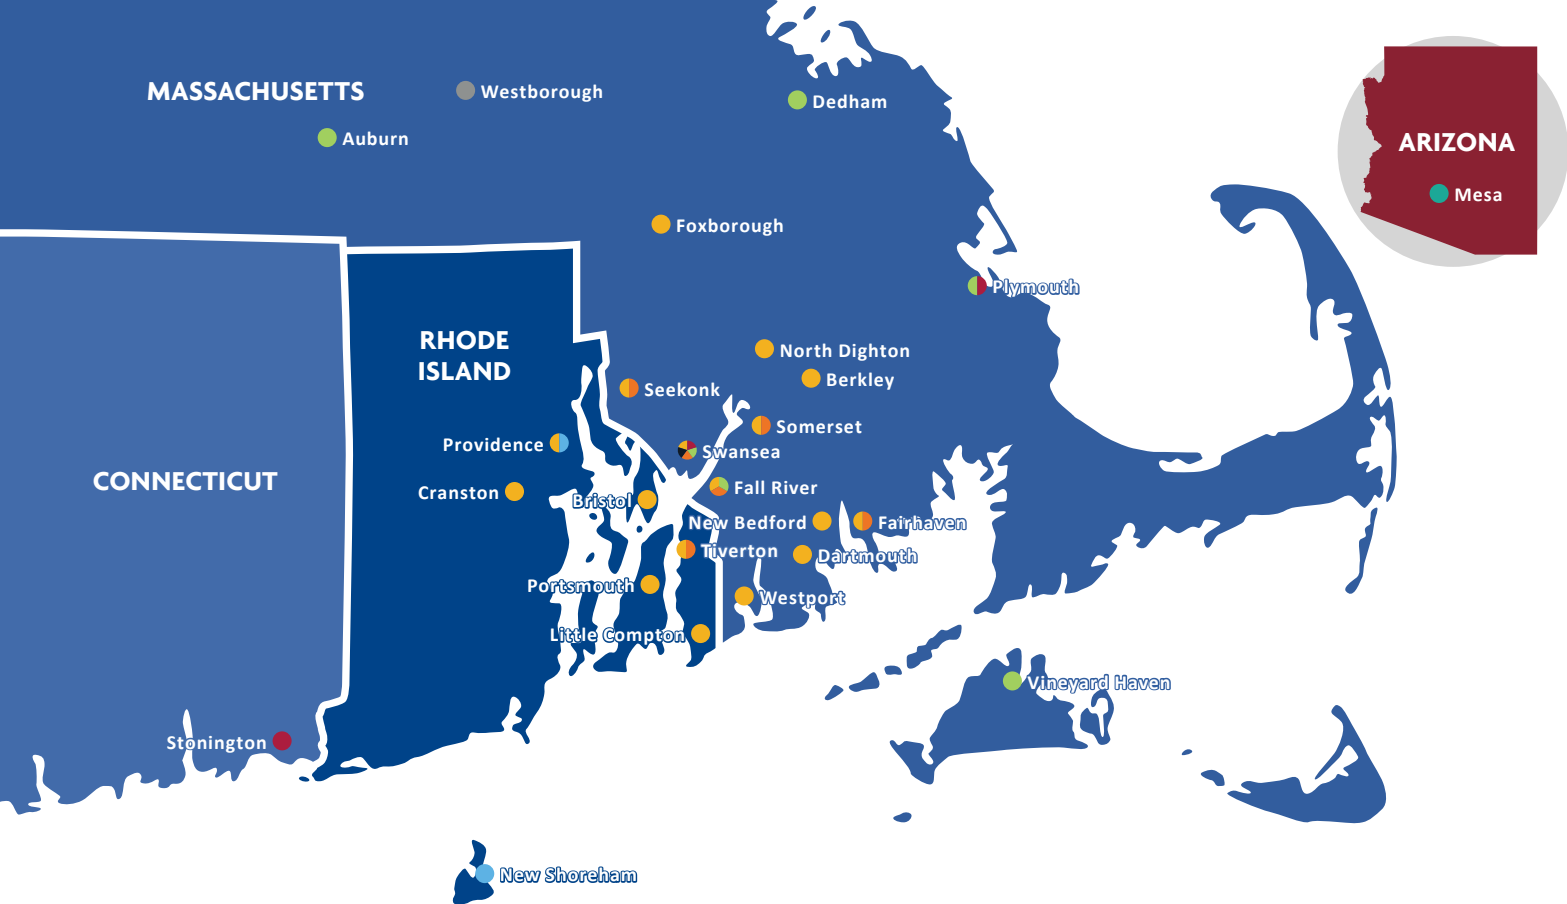 MASSACHUSETTS
Westborough
Dedham
Auburn
ARIZONA
Mesa
Foxborough
Plymouth
RHODE
ISLAND
North Dighton
Berkley
Seekonk
Somerset
Providence
Swansea
CONNECTICUT
Cranston
Bristol
Fall River
New Bedford
Fairhaven
Tiverton
Dartmouth
Portsmouth
Westport
Little Compton
Vineyard Haven
Stonington
New Shoreham